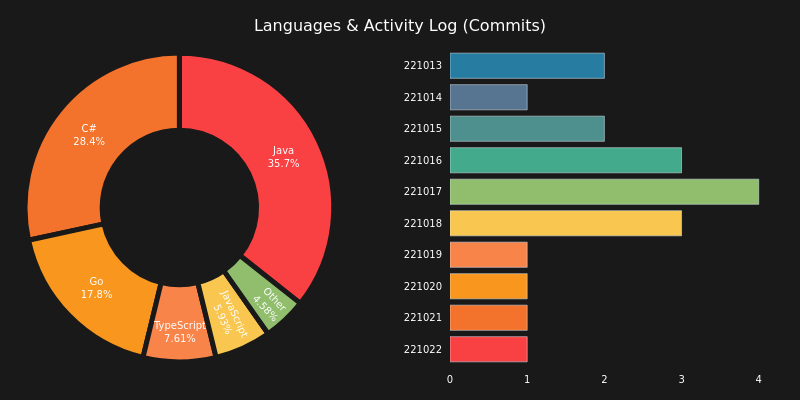 Languages & Activity Log (Commits)
Java
35.7%
C#
28.4%
Go
17.8%
TypeScript
7.61%
JavaScript
5.93%
Other
4.58%
221013
221014
221015
221016
221017
221018
221019
221020
221021
221022
0 1 2 3 4